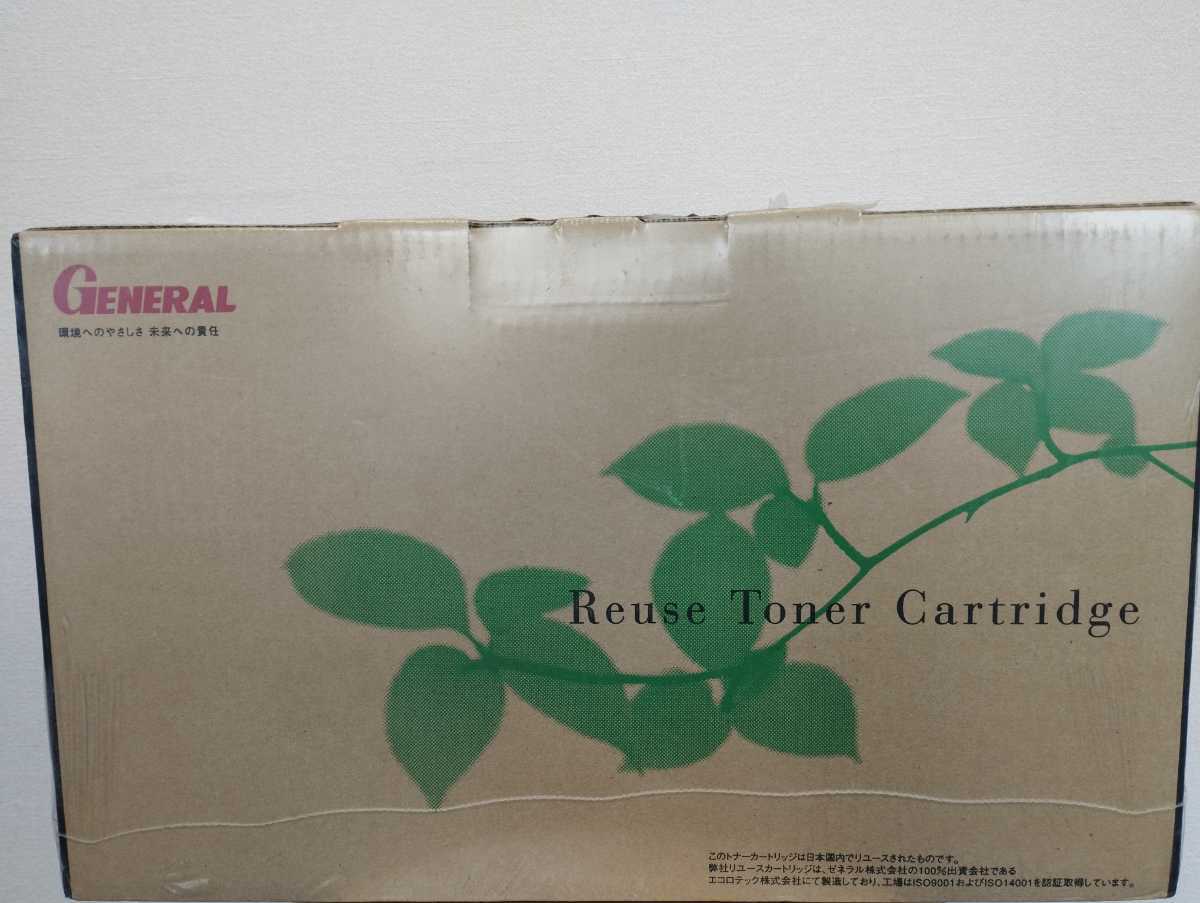 GENERAL
環境へのやさしさ 未来への責任
Reuse Toner Cartridge
このトナーカートリッジは日本国内でリユースされたものです。
弊社リユースカートリッジは、ゼネラル株式会社の100%出資会社である
エコロテック株式会社にて製造しており、工場はISO9001およびISO14001を認証取得しています。